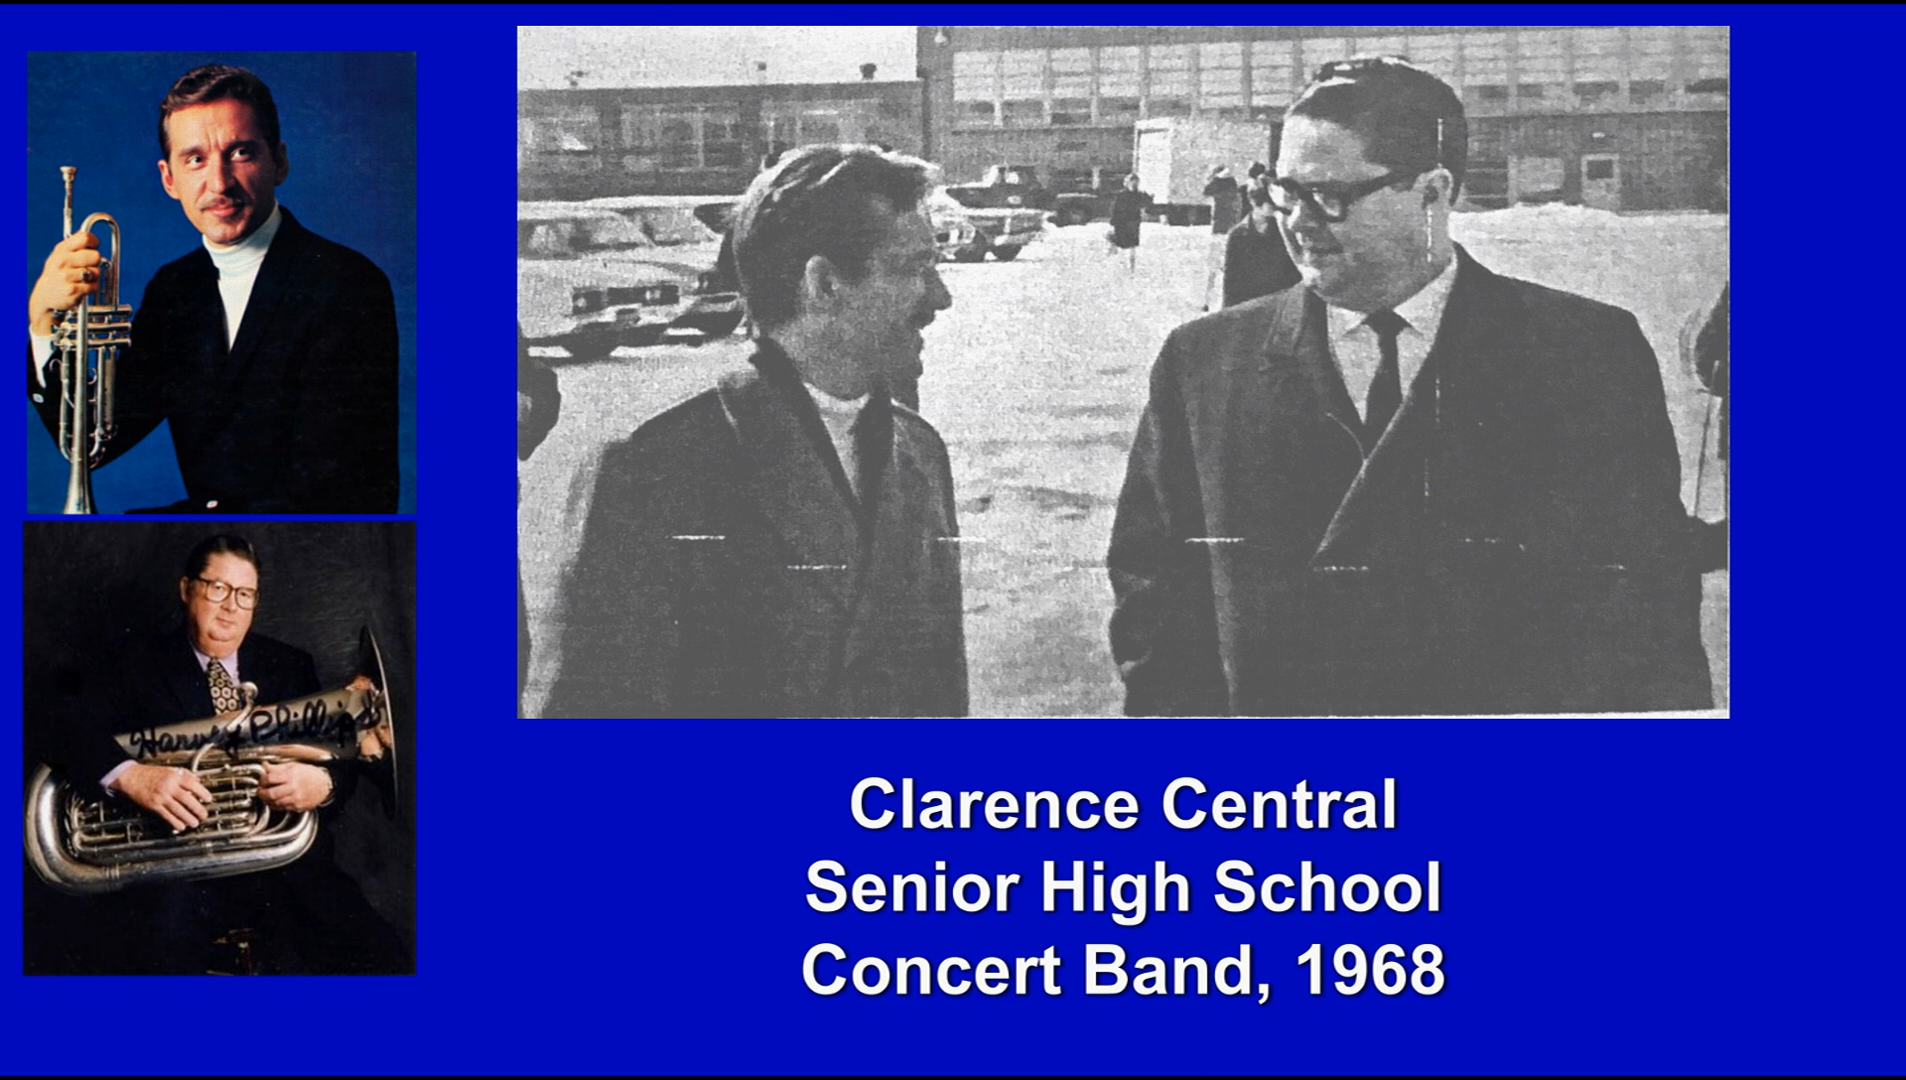 Harvey Phillips
Clarence Central
Senior High School
Concert Band, 1968